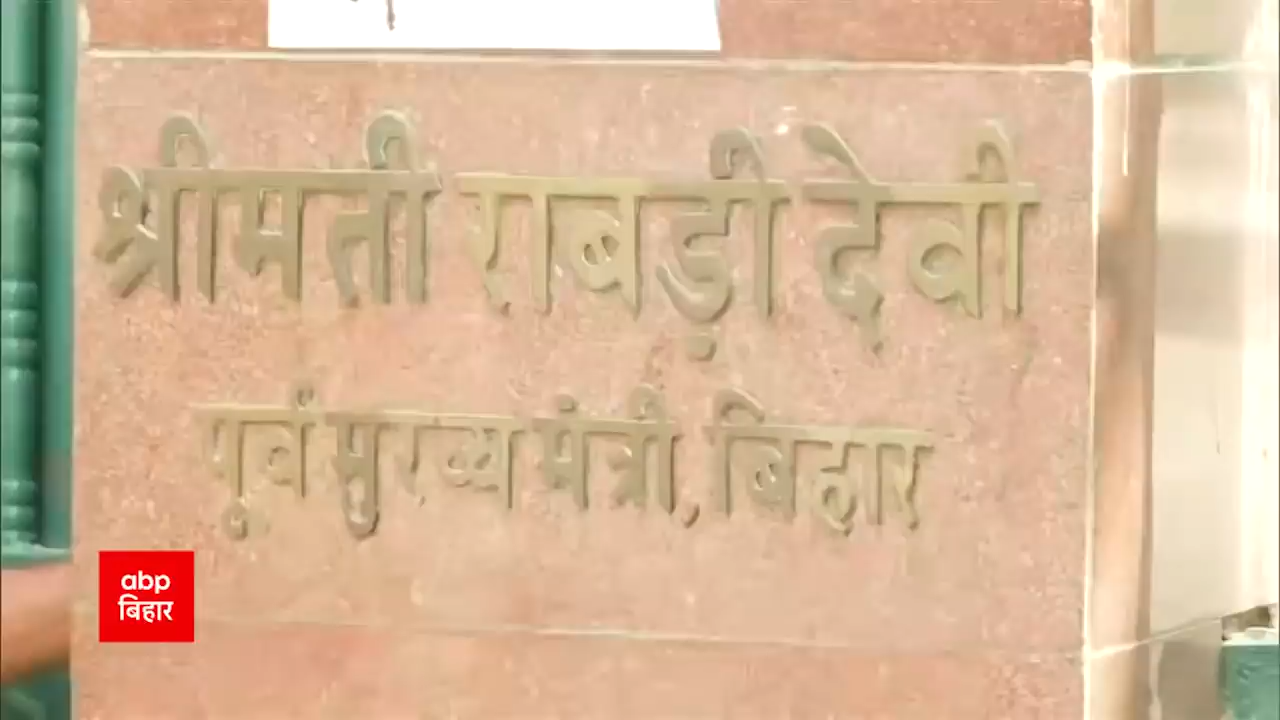 श्रीमती राबड़ी देवी
पूर्व मुख्य मंत्री, बिहार
abp
बिहार